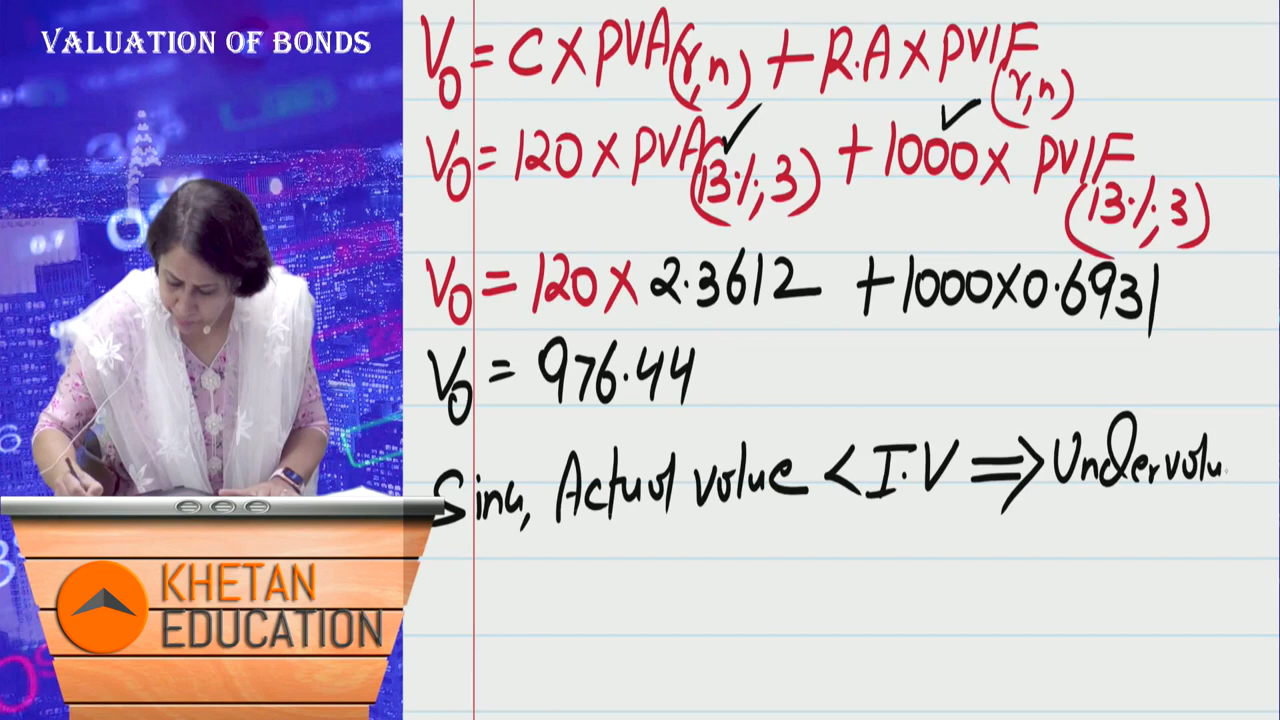 VALUATION OF BONDS
V₀ = C × PVA(r,n) + R.A × PVIF(r,n)
V₀ = 120 × PVA(13%, 3) + 1000 × PVIF(13%, 3)
V₀ = 120 × 2.3612 + 1000 × 0.6931
V₀ = 976.44
Actual value < I.V ⇒ Undervalu
KHETAN
EDUCATION